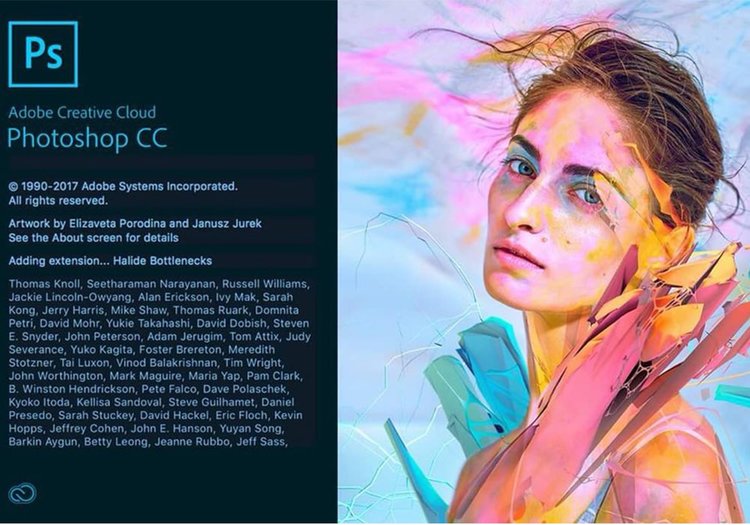 Ps
Adobe Creative Cloud
Photoshop CC
© 1990-2017 Adobe Systems Incorporated.
All rights reserved.
Artwork by Elizaveta Porodina and Janusz Jurek
See the About screen for details
Adding extension... Halide Bottlenecks
Thomas Knoll, Seetharaman Narayanan, Russell Williams,
Jackie Lincoln-Owyang, Alan Erickson, Ivy Mak, Sarah
Kong, Jerry Harris, Mike Shaw, Thomas Ruark, Domnita
Petri, David Mohr, Yukie Takahashi, David Dobish, Steven
E. Snyder, John Peterson, Adam Jerugim, Tom Attix, Judy
Severance, Yuko Kagita, Foster Brereton, Meredith
Stotzner, Tai Luxon, Vinod Balakrishnan, Tim Wright,
John Worthington, Mark Maguire, Maria Yap, Pam Clark,
B. Winston Hendrickson, Pete Falco, Dave Polaschek,
Kyoko Itoda, Kellisa Sandoval, Steve Guilhamet, Daniel
Presedo, Sarah Stuckey, David Hackel, Eric Floch, Kevin
Hopps, Jeffrey Cohen, John E. Hanson, Yuyan Song,
Barkin Aygun, Betty Leong, Jeanne Rubbo, Jeff Sass,